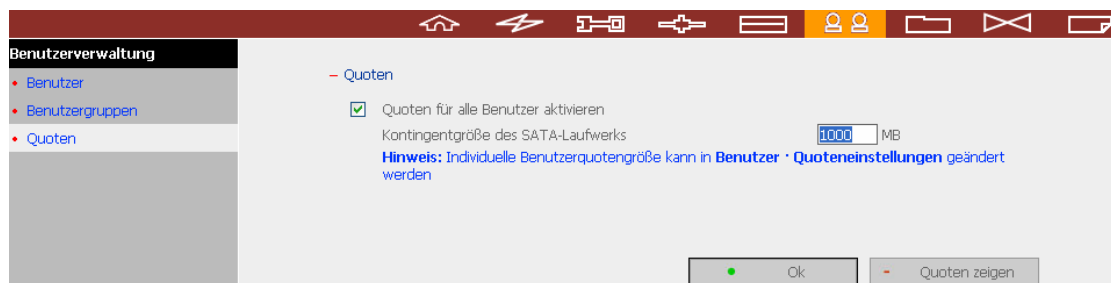 Benutzerverwaltung
Benutzer
Benutzergruppen
Quoten
– Quoten
Quoten für alle Benutzer aktivieren
Kontingentgröße des SATA-Laufwerks 1000 MB
Hinweis: Individuelle Benutzerquotengröße kann in Benutzer · Quoteneinstellungen geändert
werden
Ok
Quoten zeigen